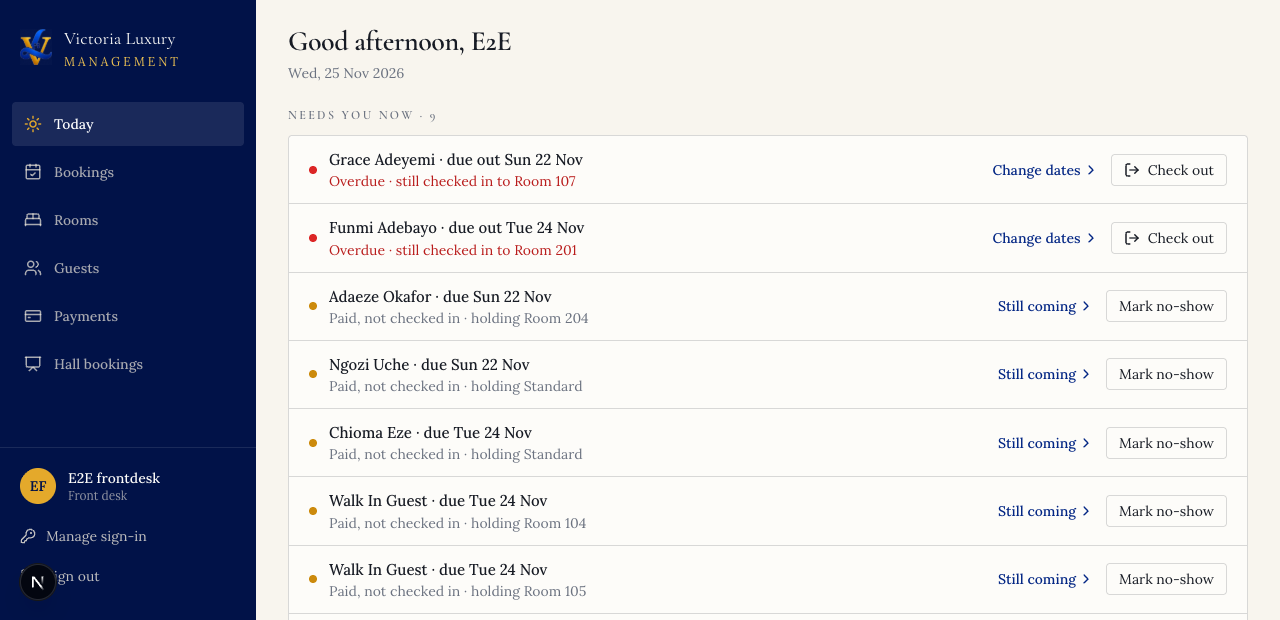 Victoria Luxury
MANAGEMENT
Today
Bookings
Rooms
Guests
Payments
Hall bookings
EF
E2E frontdesk
Front desk
Manage sign-in
N
gn out
Good afternoon, E2E
Wed, 25 Nov 2026
NEEDS YOU NOW · 9
Grace Adeyemi · due out Sun 22 Nov
Overdue · still checked in to Room 107
Change dates
Check out
Funmi Adebayo · due out Tue 24 Nov
Overdue · still checked in to Room 201
Change dates
Check out
Adaeze Okafor · due Sun 22 Nov
Paid, not checked in · holding Room 204
Still coming
Mark no-show
Ngozi Uche · due Sun 22 Nov
Paid, not checked in · holding Standard
Still coming
Mark no-show
Chioma Eze · due Tue 24 Nov
Paid, not checked in · holding Standard
Still coming
Mark no-show
Walk In Guest · due Tue 24 Nov
Paid, not checked in · holding Room 104
Still coming
Mark no-show
Walk In Guest · due Tue 24 Nov
Paid, not checked in · holding Room 105
Still coming
Mark no-show